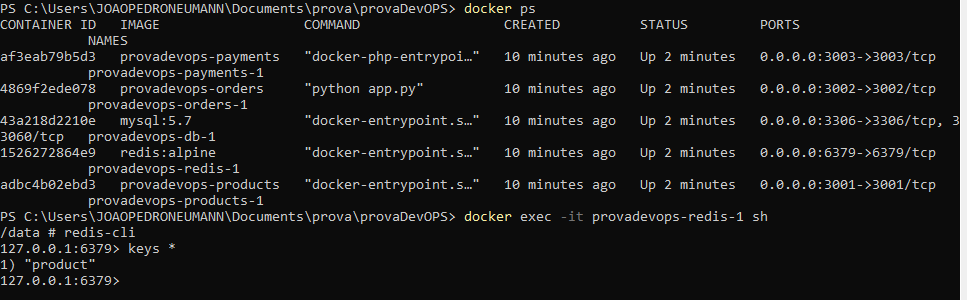 PS C:\Users\JOAOPEDRONEUMANN\Documents\prova\provaDevOPS> docker ps
CONTAINER ID   IMAGE                   COMMAND                  CREATED          STATUS         PORTS
          NAMES
af3eab79b5d3   provadevops-payments   "docker-php-entrypoi…"   10 minutes ago   Up 2 minutes   0.0.0.0:3003->3003/tcp
          provadevops-payments-1
4869f2ede078   provadevops-orders     "python app.py"          10 minutes ago   Up 2 minutes   0.0.0.0:3002->3002/tcp
          provadevops-orders-1
43a218d2210e   mysql:5.7              "docker-entrypoint.s…"   10 minutes ago   Up 2 minutes   0.0.0.0:3306->3306/tcp, 3
3060/tcp   provadevops-db-1
1526272864e9   redis:alpine           "docker-entrypoint.s…"   10 minutes ago   Up 2 minutes   0.0.0.0:6379->6379/tcp
          provadevops-redis-1
adbc4b02ebd3   provadevops-products   "docker-entrypoint.s…"   10 minutes ago   Up 2 minutes   0.0.0.0:3001->3001/tcp
          provadevops-products-1
PS C:\Users\JOAOPEDRONEUMANN\Documents\prova\provaDevOPS> docker exec -it provadevops-redis-1 sh
/data # redis-cli
127.0.0.1:6379> keys *
1) "product"
127.0.0.1:6379>